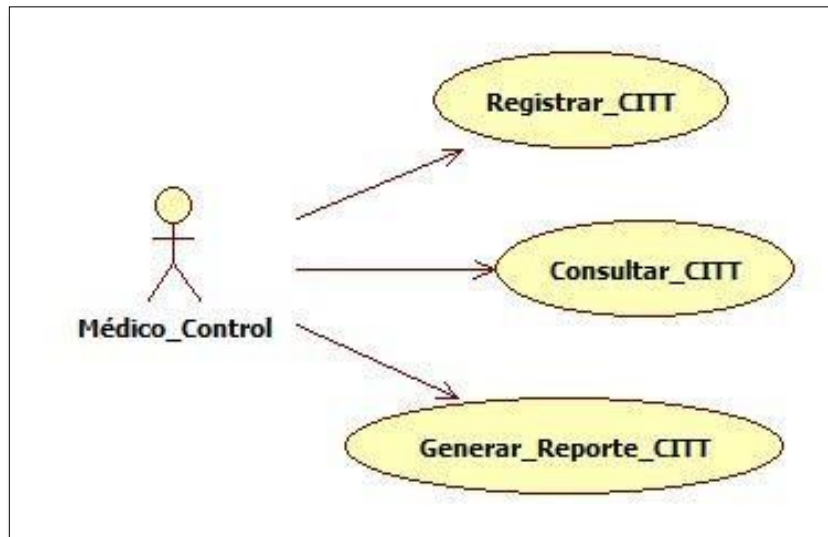 Registrar_CITT
Consultar_CITT
Médico_Control
Generar_Reporte_CITT